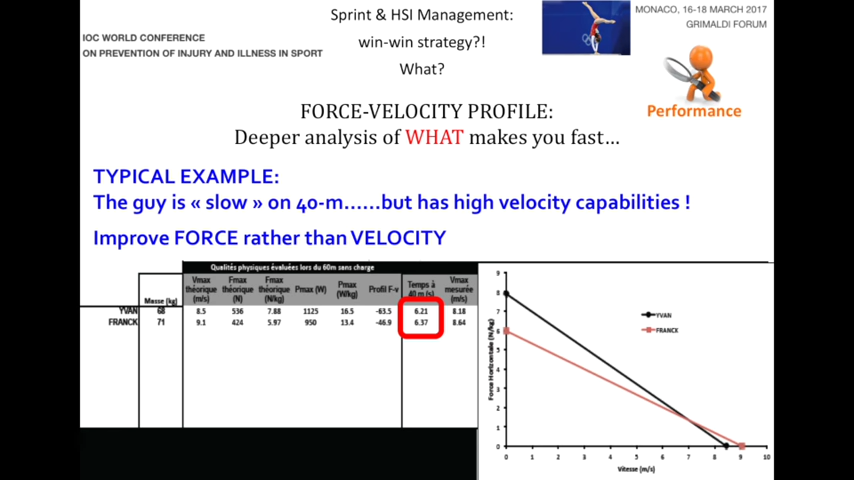 Sprint & HSI Management:
win-win strategy?!
What?
IOC WORLD CONFERENCE
ON PREVENTION OF INJURY AND ILLNESS IN SPORT
MONACO, 16-18 MARCH 2017
GRIMALDI FORUM
Performance
FORCE-VELOCITY PROFILE:
Deeper analysis of WHAT makes you fast…
TYPICAL EXAMPLE:
The guy is « slow » on 40-m……but has high velocity capabilities !
Improve FORCE rather than VELOCITY
Qualités physiques évaluées lors du 60m sans charge
Masse (kg) Vmax théorique (m/s) Fmax théorique (N) Fmax théorique (N/kg) Pmax (W) Pmax (W/kg) Profil F-v Temps à 40 m (s) Vmax mesurée (m/s)
YVAN 68 8.5 536 7.88 1125 16.5 -63.5 6.21 8.18
FRANCK 71 9.1 424 5.97 950 13.4 -46.9 6.37 8.64
Force Horizontale (N/kg)
9
8
7
6
5
4
3
2
1
0
YVAN
FRANCK
0 1 2 3 4 5 6 7 8 9 10
Vitesse (m/s)